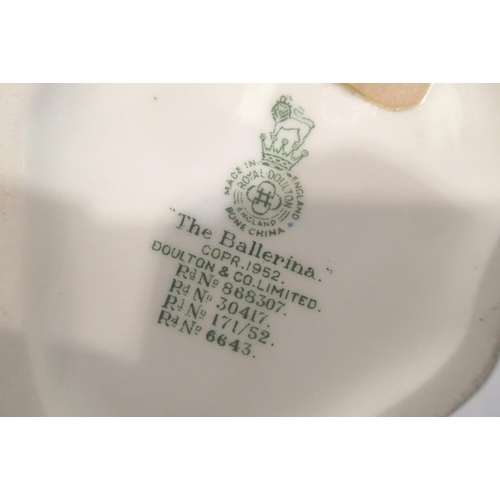 MADE IN ENGLAND
ROYAL DOULTON
ENGLAND
BONE CHINA
"The Ballerina."
COPR. 1952.
DOULTON & CO. LIMITED.
Rd No 868307.
Rd No 30417.
Rd No 171/52.
Rd No 6643.